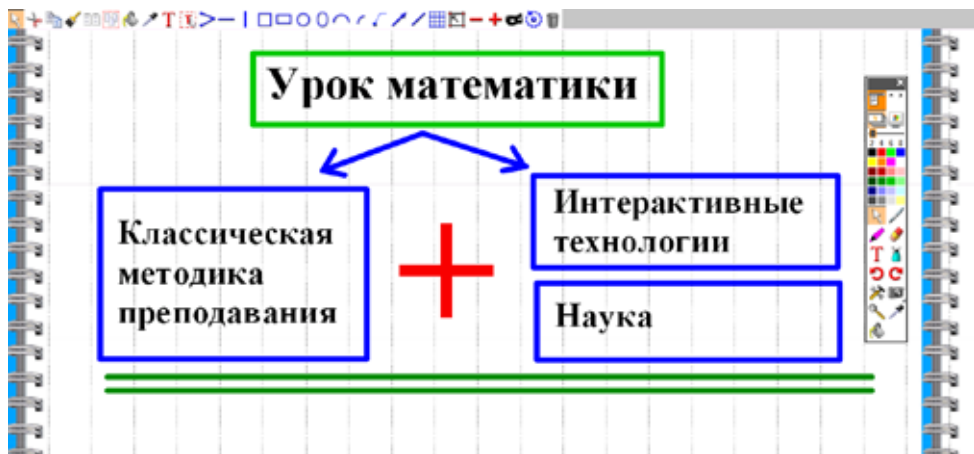 Урок математики
Классическая
методика
преподавания
Интерактивные
технологии
Наука